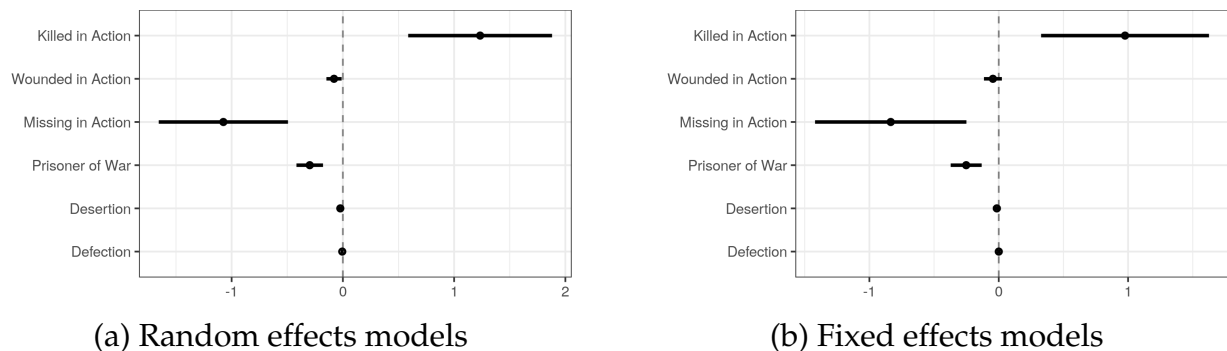 Killed in Action
Wounded in Action
Missing in Action
Prisoner of War
Desertion
Defection
-1 0 1 2
(a) Random effects models
Killed in Action
Wounded in Action
Missing in Action
Prisoner of War
Desertion
Defection
-1 0 1
(b) Fixed effects models